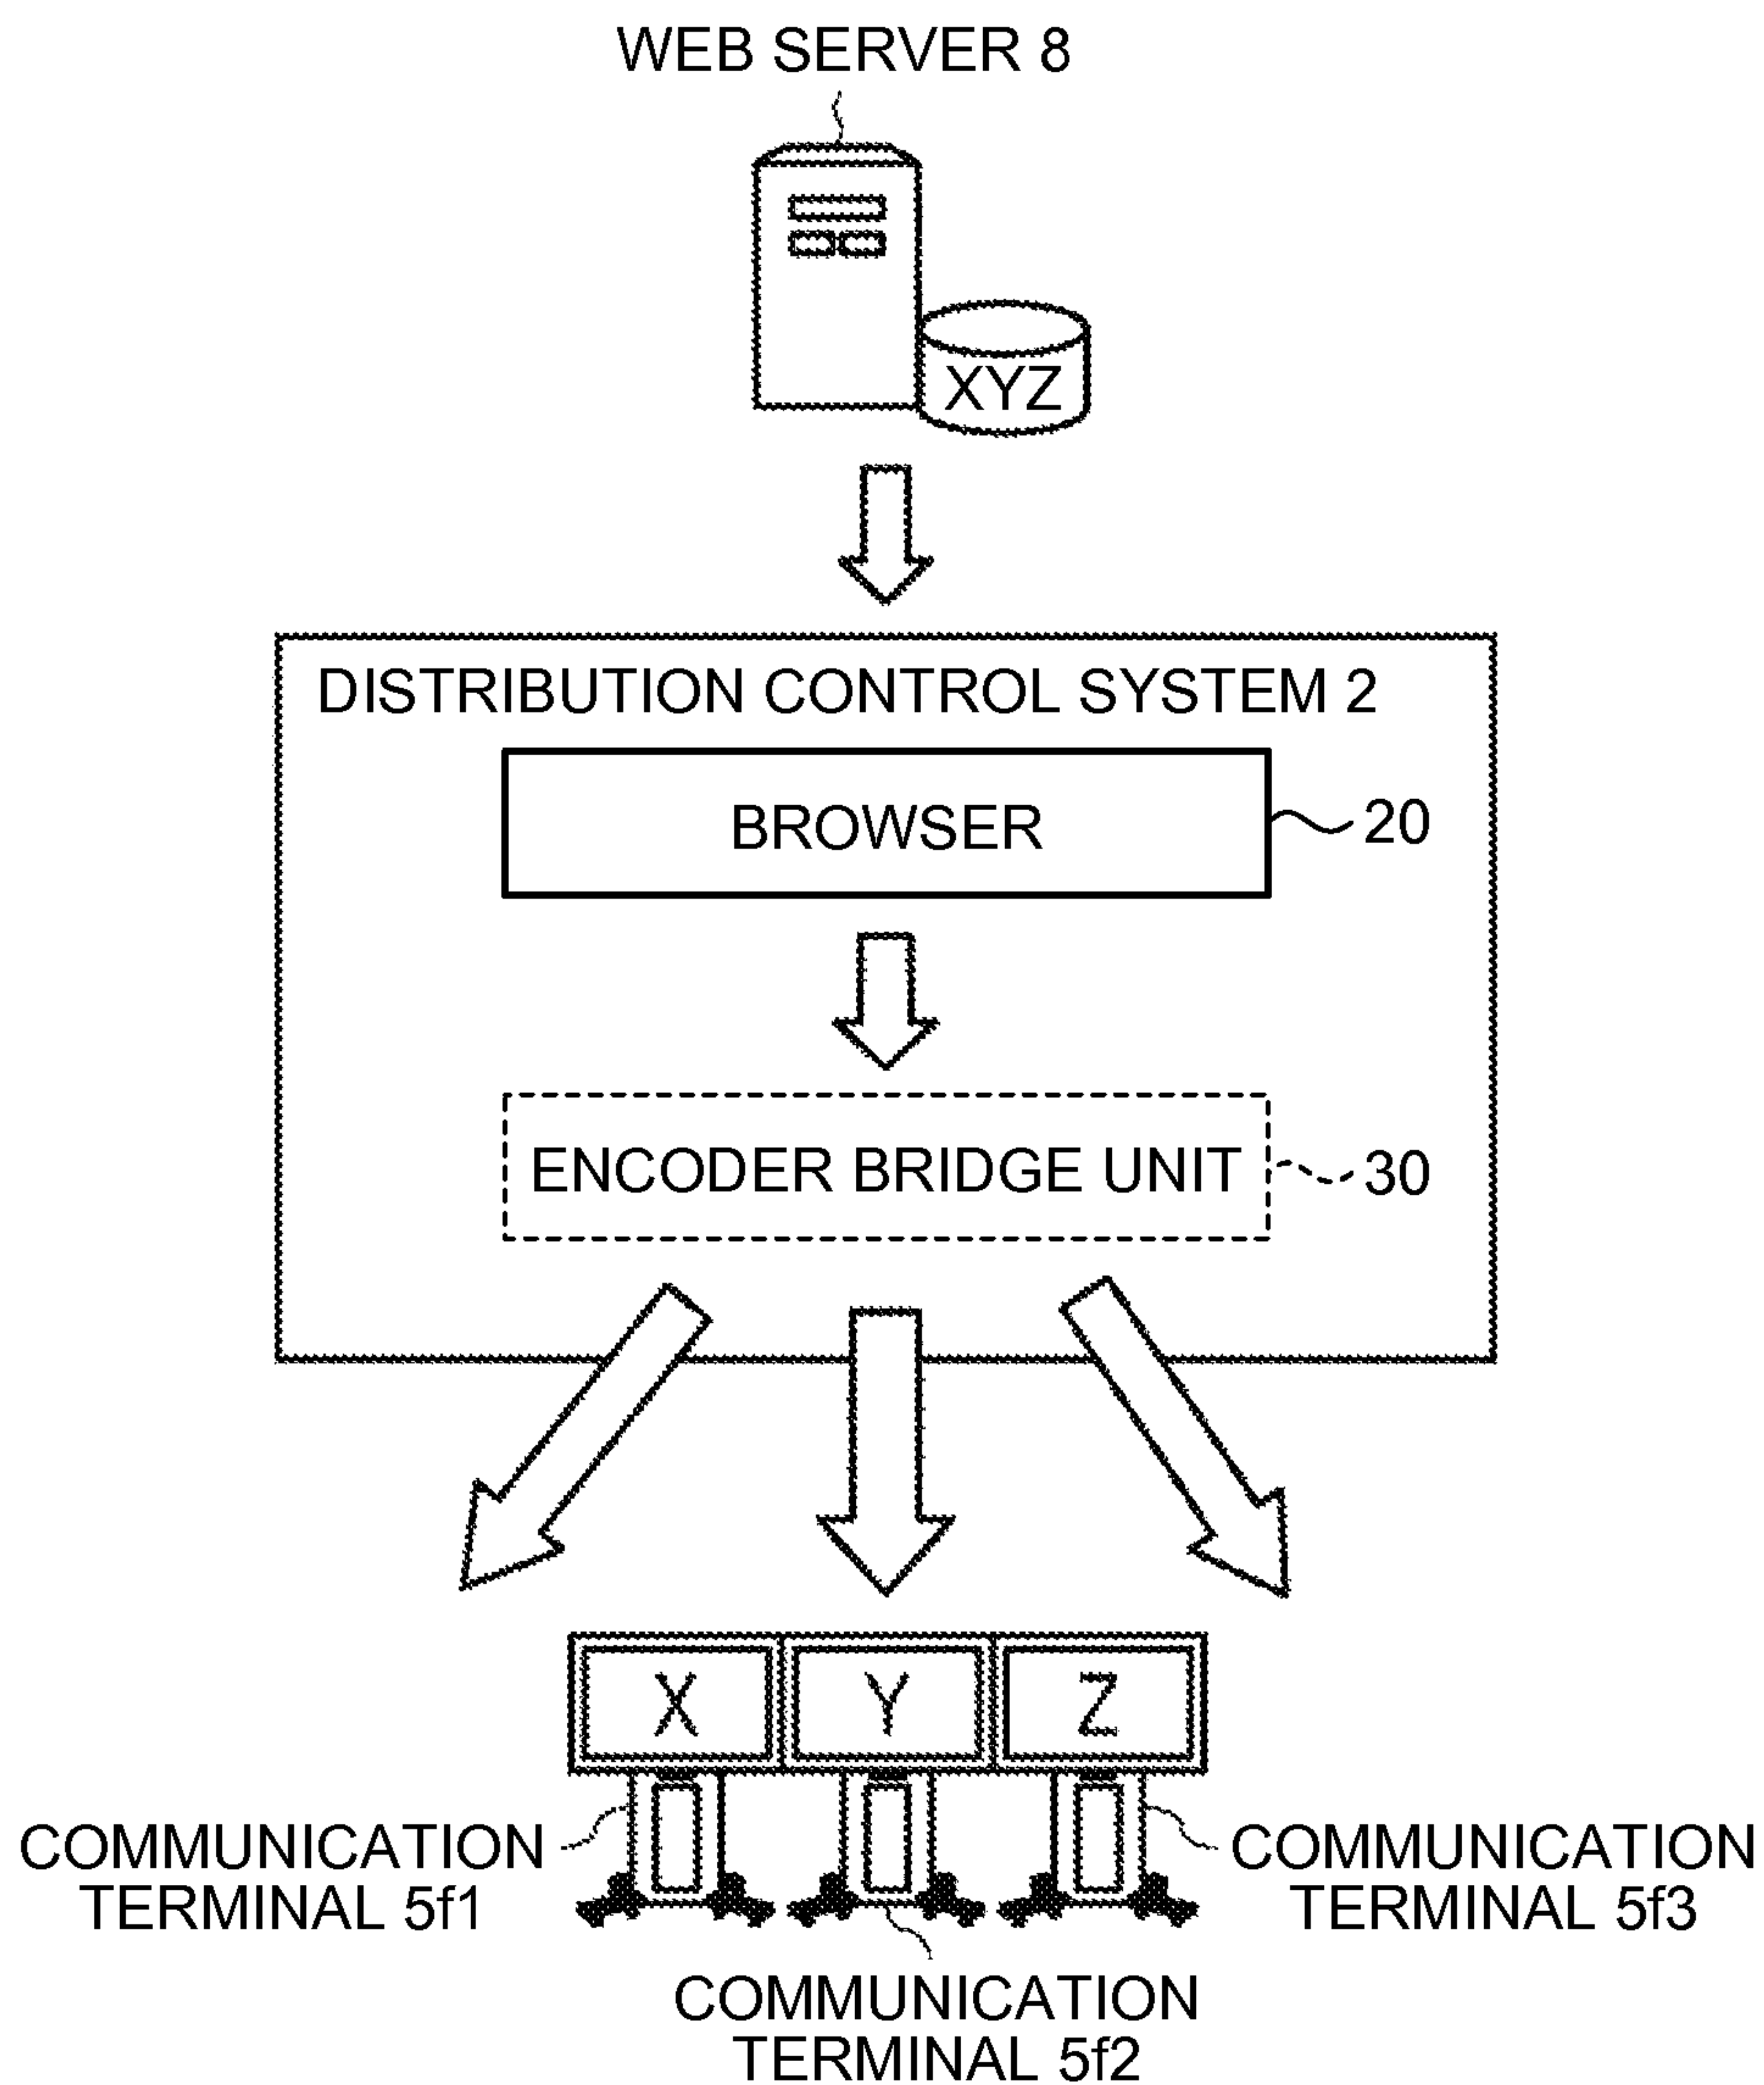 WEB SERVER 8
XYZ
DISTRIBUTION CONTROL SYSTEM 2
BROWSER
20
ENCODER BRIDGE UNIT
30
X
Y
Z
COMMUNICATION
TERMINAL 5f1
COMMUNICATION
TERMINAL 5f3
COMMUNICATION
TERMINAL 5f2